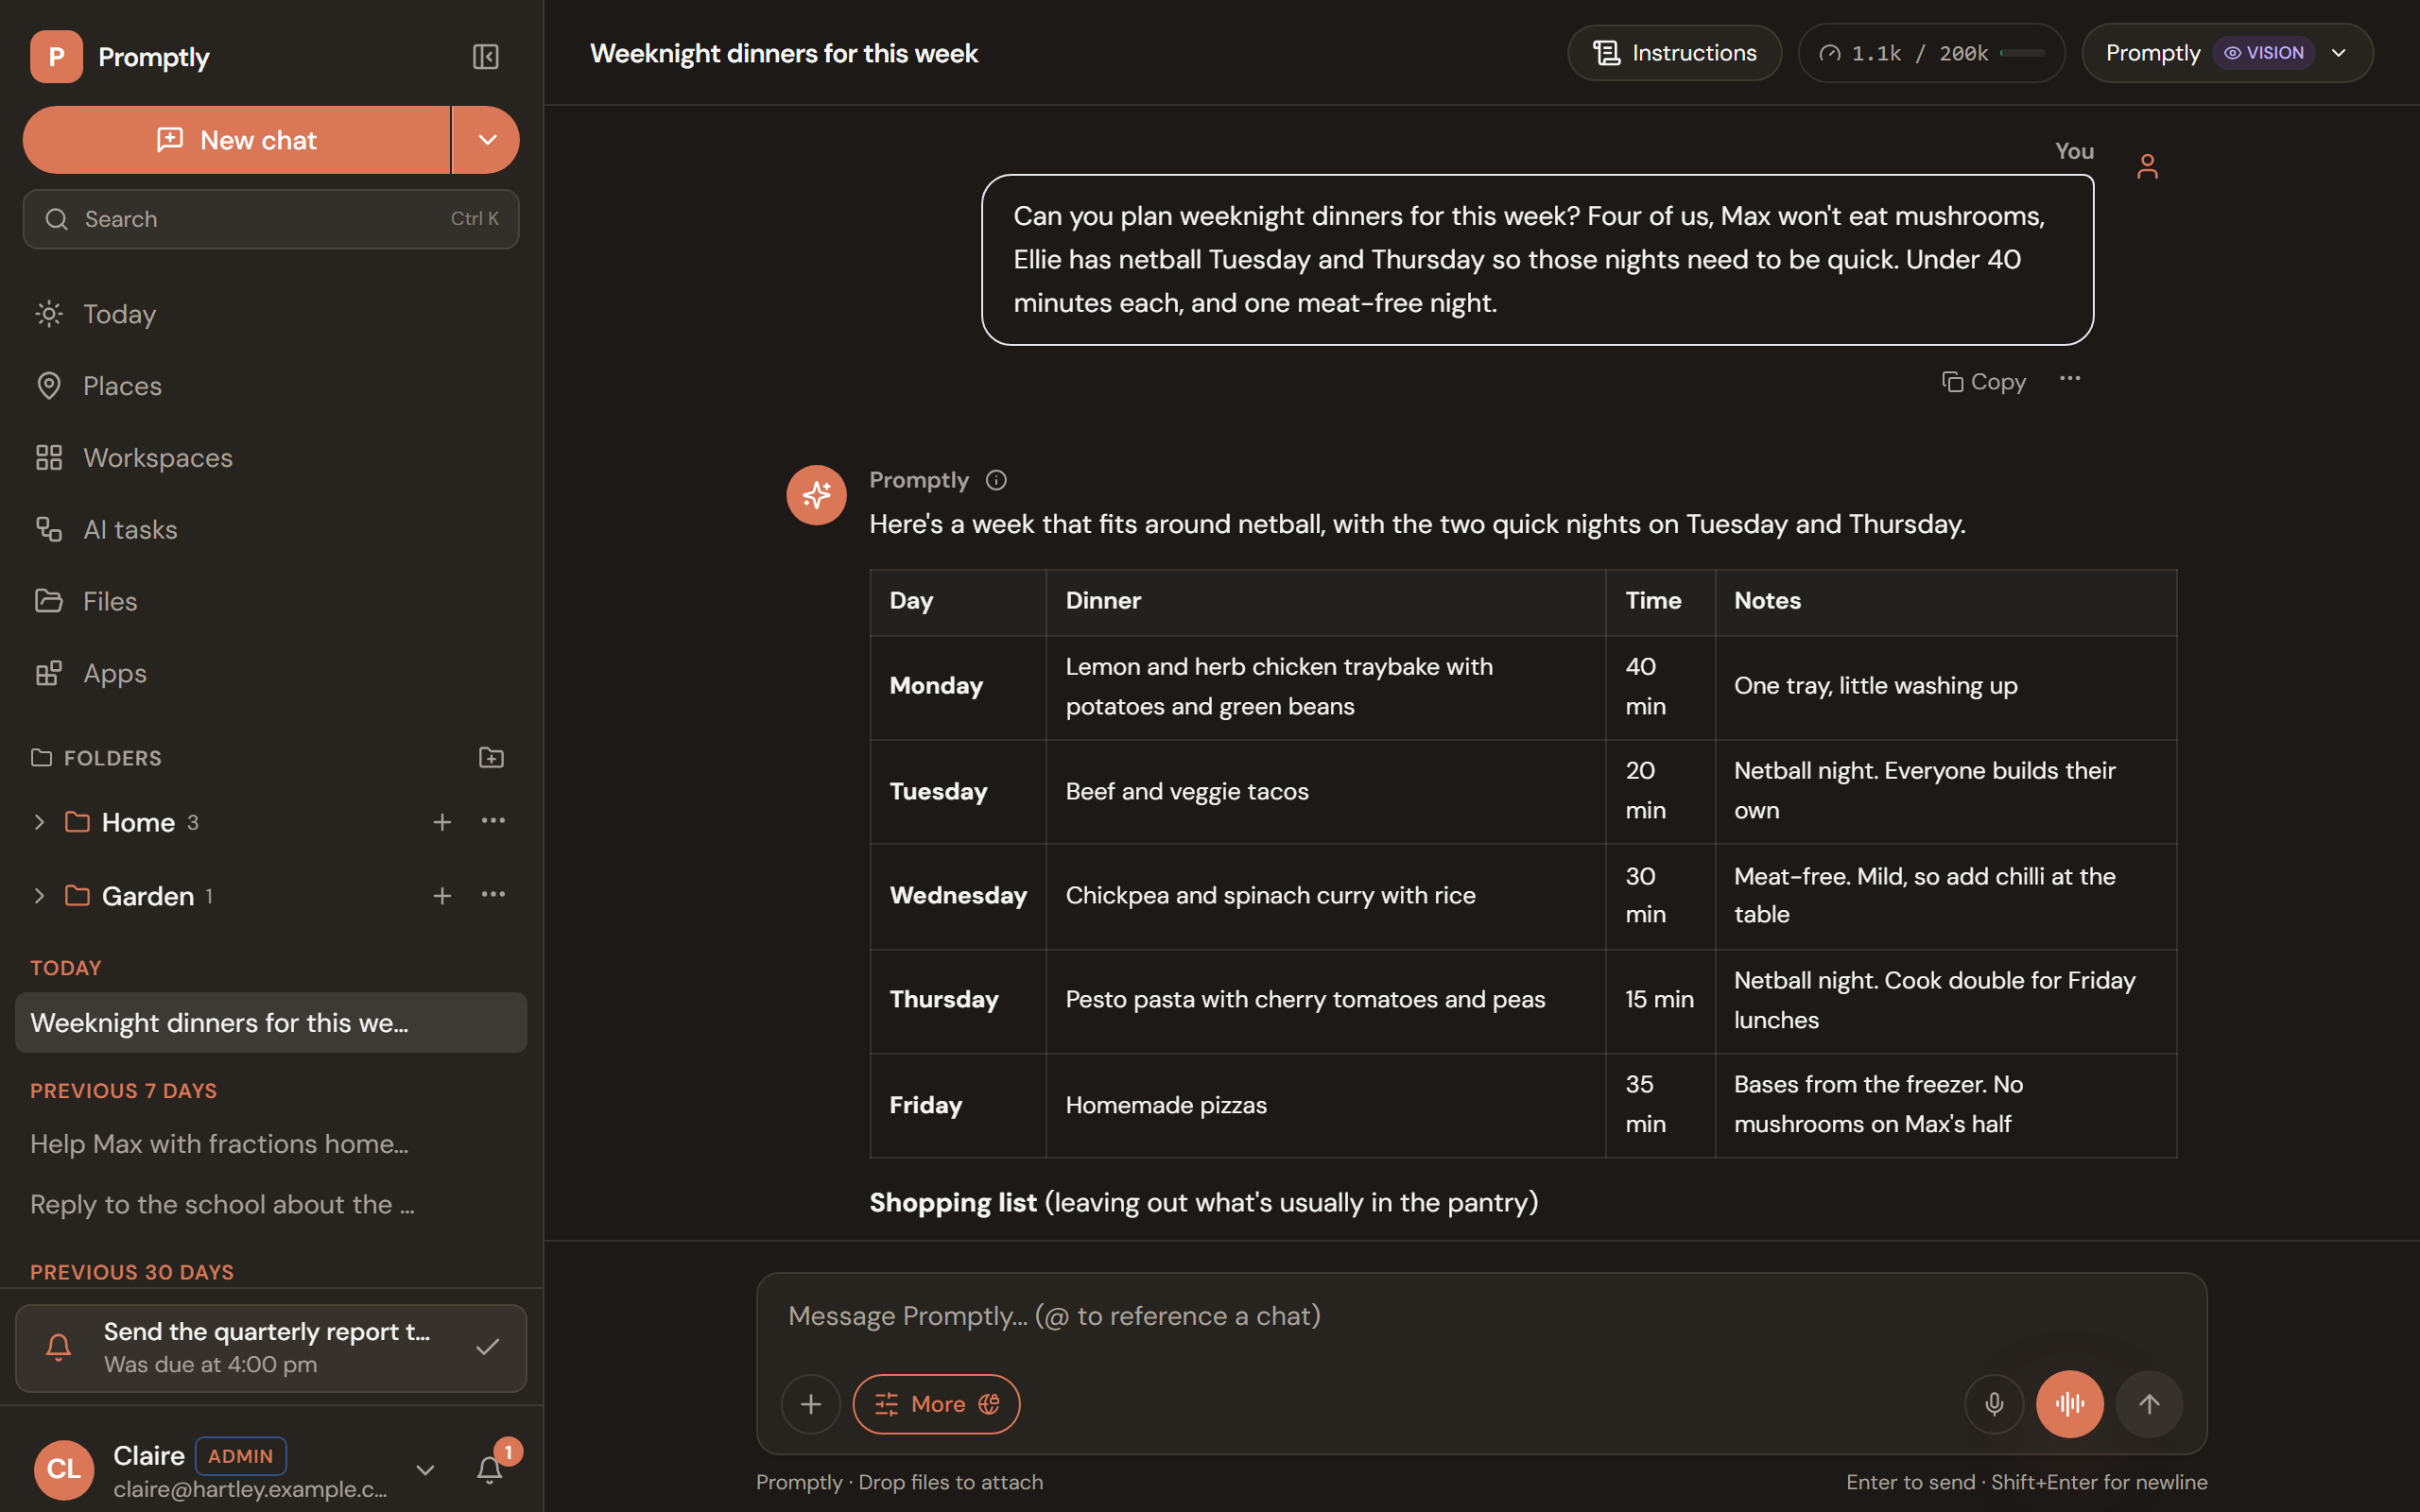 P Promptly
New chat
Search Ctrl K
Today
Places
Workspaces
AI tasks
Files
Apps
FOLDERS
Home 3
Garden 1
TODAY
Weeknight dinners for this we...
PREVIOUS 7 DAYS
Help Max with fractions home...
Reply to the school about the ...
PREVIOUS 30 DAYS
Send the quarterly report t...
Was due at 4:00 pm
CL Claire ADMIN
claire@hartley.example.c...
1
Weeknight dinners for this week
Instructions
1.1k / 200k
Promptly VISION
You
Can you plan weeknight dinners for this week? Four of us, Max won't eat mushrooms,
Ellie has netball Tuesday and Thursday so those nights need to be quick. Under 40
minutes each, and one meat-free night.
Copy
Promptly
Here's a week that fits around netball, with the two quick nights on Tuesday and Thursday.
Day Dinner Time Notes
Monday
Lemon and herb chicken traybake with
potatoes and green beans
40
min
One tray, little washing up
Tuesday
Beef and veggie tacos
20
min
Netball night. Everyone builds their
own
Wednesday
Chickpea and spinach curry with rice
30
min
Meat-free. Mild, so add chilli at the
table
Thursday
Pesto pasta with cherry tomatoes and peas
15 min
Netball night. Cook double for Friday
lunches
Friday
Homemade pizzas
35
min
Bases from the freezer. No
mushrooms on Max's half
Shopping list (leaving out what's usually in the pantry)
Message Promptly... (@ to reference a chat)
More
Promptly · Drop files to attach
Enter to send · Shift+Enter for newline